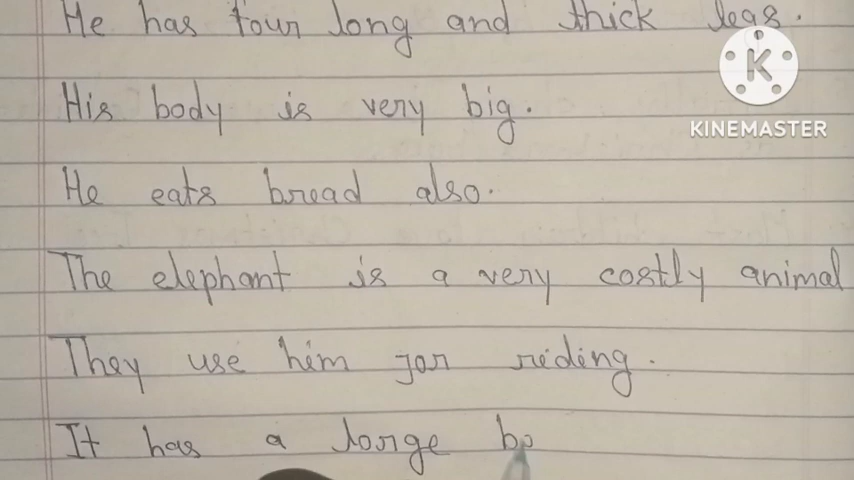 He has four long and thick legs.
K
KINEMASTER
His body is very big.
He eats bread also.
The elephant is a very costly animal
They use him for riding.
It has a large bo